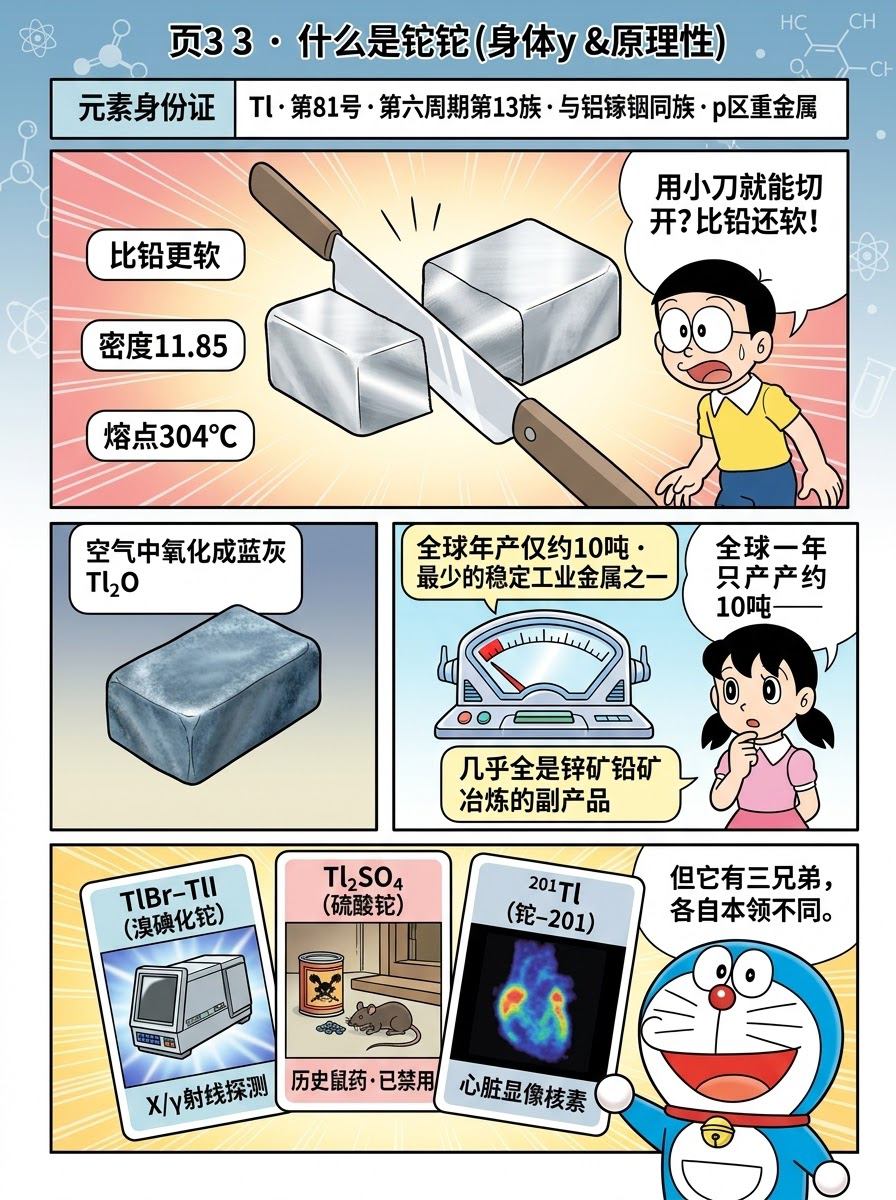 页3 3 · 什么是铊铊 (身体y &原理性)
元素身份证
Tl · 第81号 · 第六周期第13族 · 与铝镓铟同族 · p区重金属
比铅更软
密度11.85
熔点304℃
用小刀就能切
开？比铅还软！
空气中氧化成蓝灰
Tl₂O
全球年产仅约10吨 ·
最少的稳定工业金属之一
全球一年
只产产约
10吨——
几乎全是锌矿铅矿
冶炼的副产品
TlBr–TlI
（溴碘化铊）
X/γ射线探测
Tl₂SO₄
（硫酸铊）
历史鼠药·已禁用
²⁰¹Tl
（铊–201）
心脏显像核素
但它有三兄弟，
各自本领不同。
HC
CH
O
CH